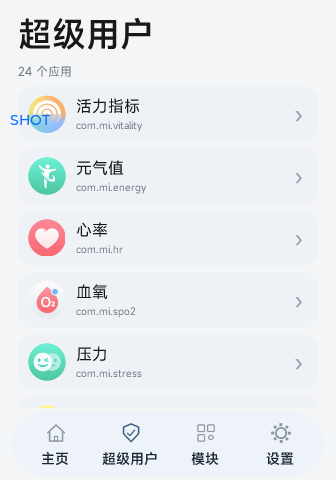 超级用户
24 个应用
活力指标
SHOT
com.mi.vitality
元气值
com.mi.energy
心率
com.mi.hr
血氧
O₂
com.mi.spo2
压力
com.mi.stress
主页
超级用户
模块
设置